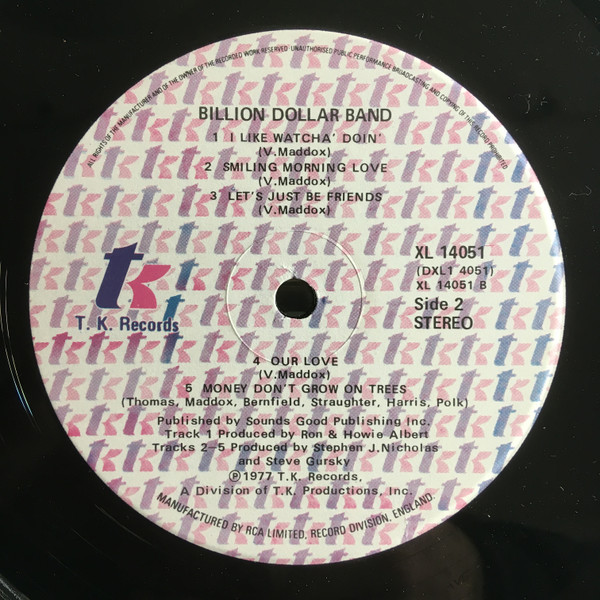 ALL RIGHTS OF THE MANUFACTURER AND OF THE OWNER OF THE RECORDED WORK RESERVED. UNAUTHORISED PUBLIC PERFORMANCE BROADCASTING AND COPYING OF THIS RECORD PROHIBITED.
BILLION DOLLAR BAND
1 I LIKE WATCHA' DOIN'
(V.Maddox)
2 SMILING MORNING LOVE
(V.Maddox)
3 LET'S JUST BE FRIENDS
(V.Maddox)
tk
T. K. Records
XL 14051
(DXL1 4051)
XL 14051 B
Side 2
STEREO
4 OUR LOVE
(V.Maddox)
5 MONEY DON'T GROW ON TREES
(Thomas, Maddox, Bernfield, Straughter, Harris, Polk)
Published by Sounds Good Publishing Inc.
Track 1 Produced by Ron & Howie Albert
Tracks 2-5 Produced by Stephen J.Nicholas
and Steve Gursky
℗1977 T.K. Records,
A Division of T.K. Productions, Inc.
MANUFACTURED BY RCA LIMITED, RECORD DIVISION, ENGLAND.